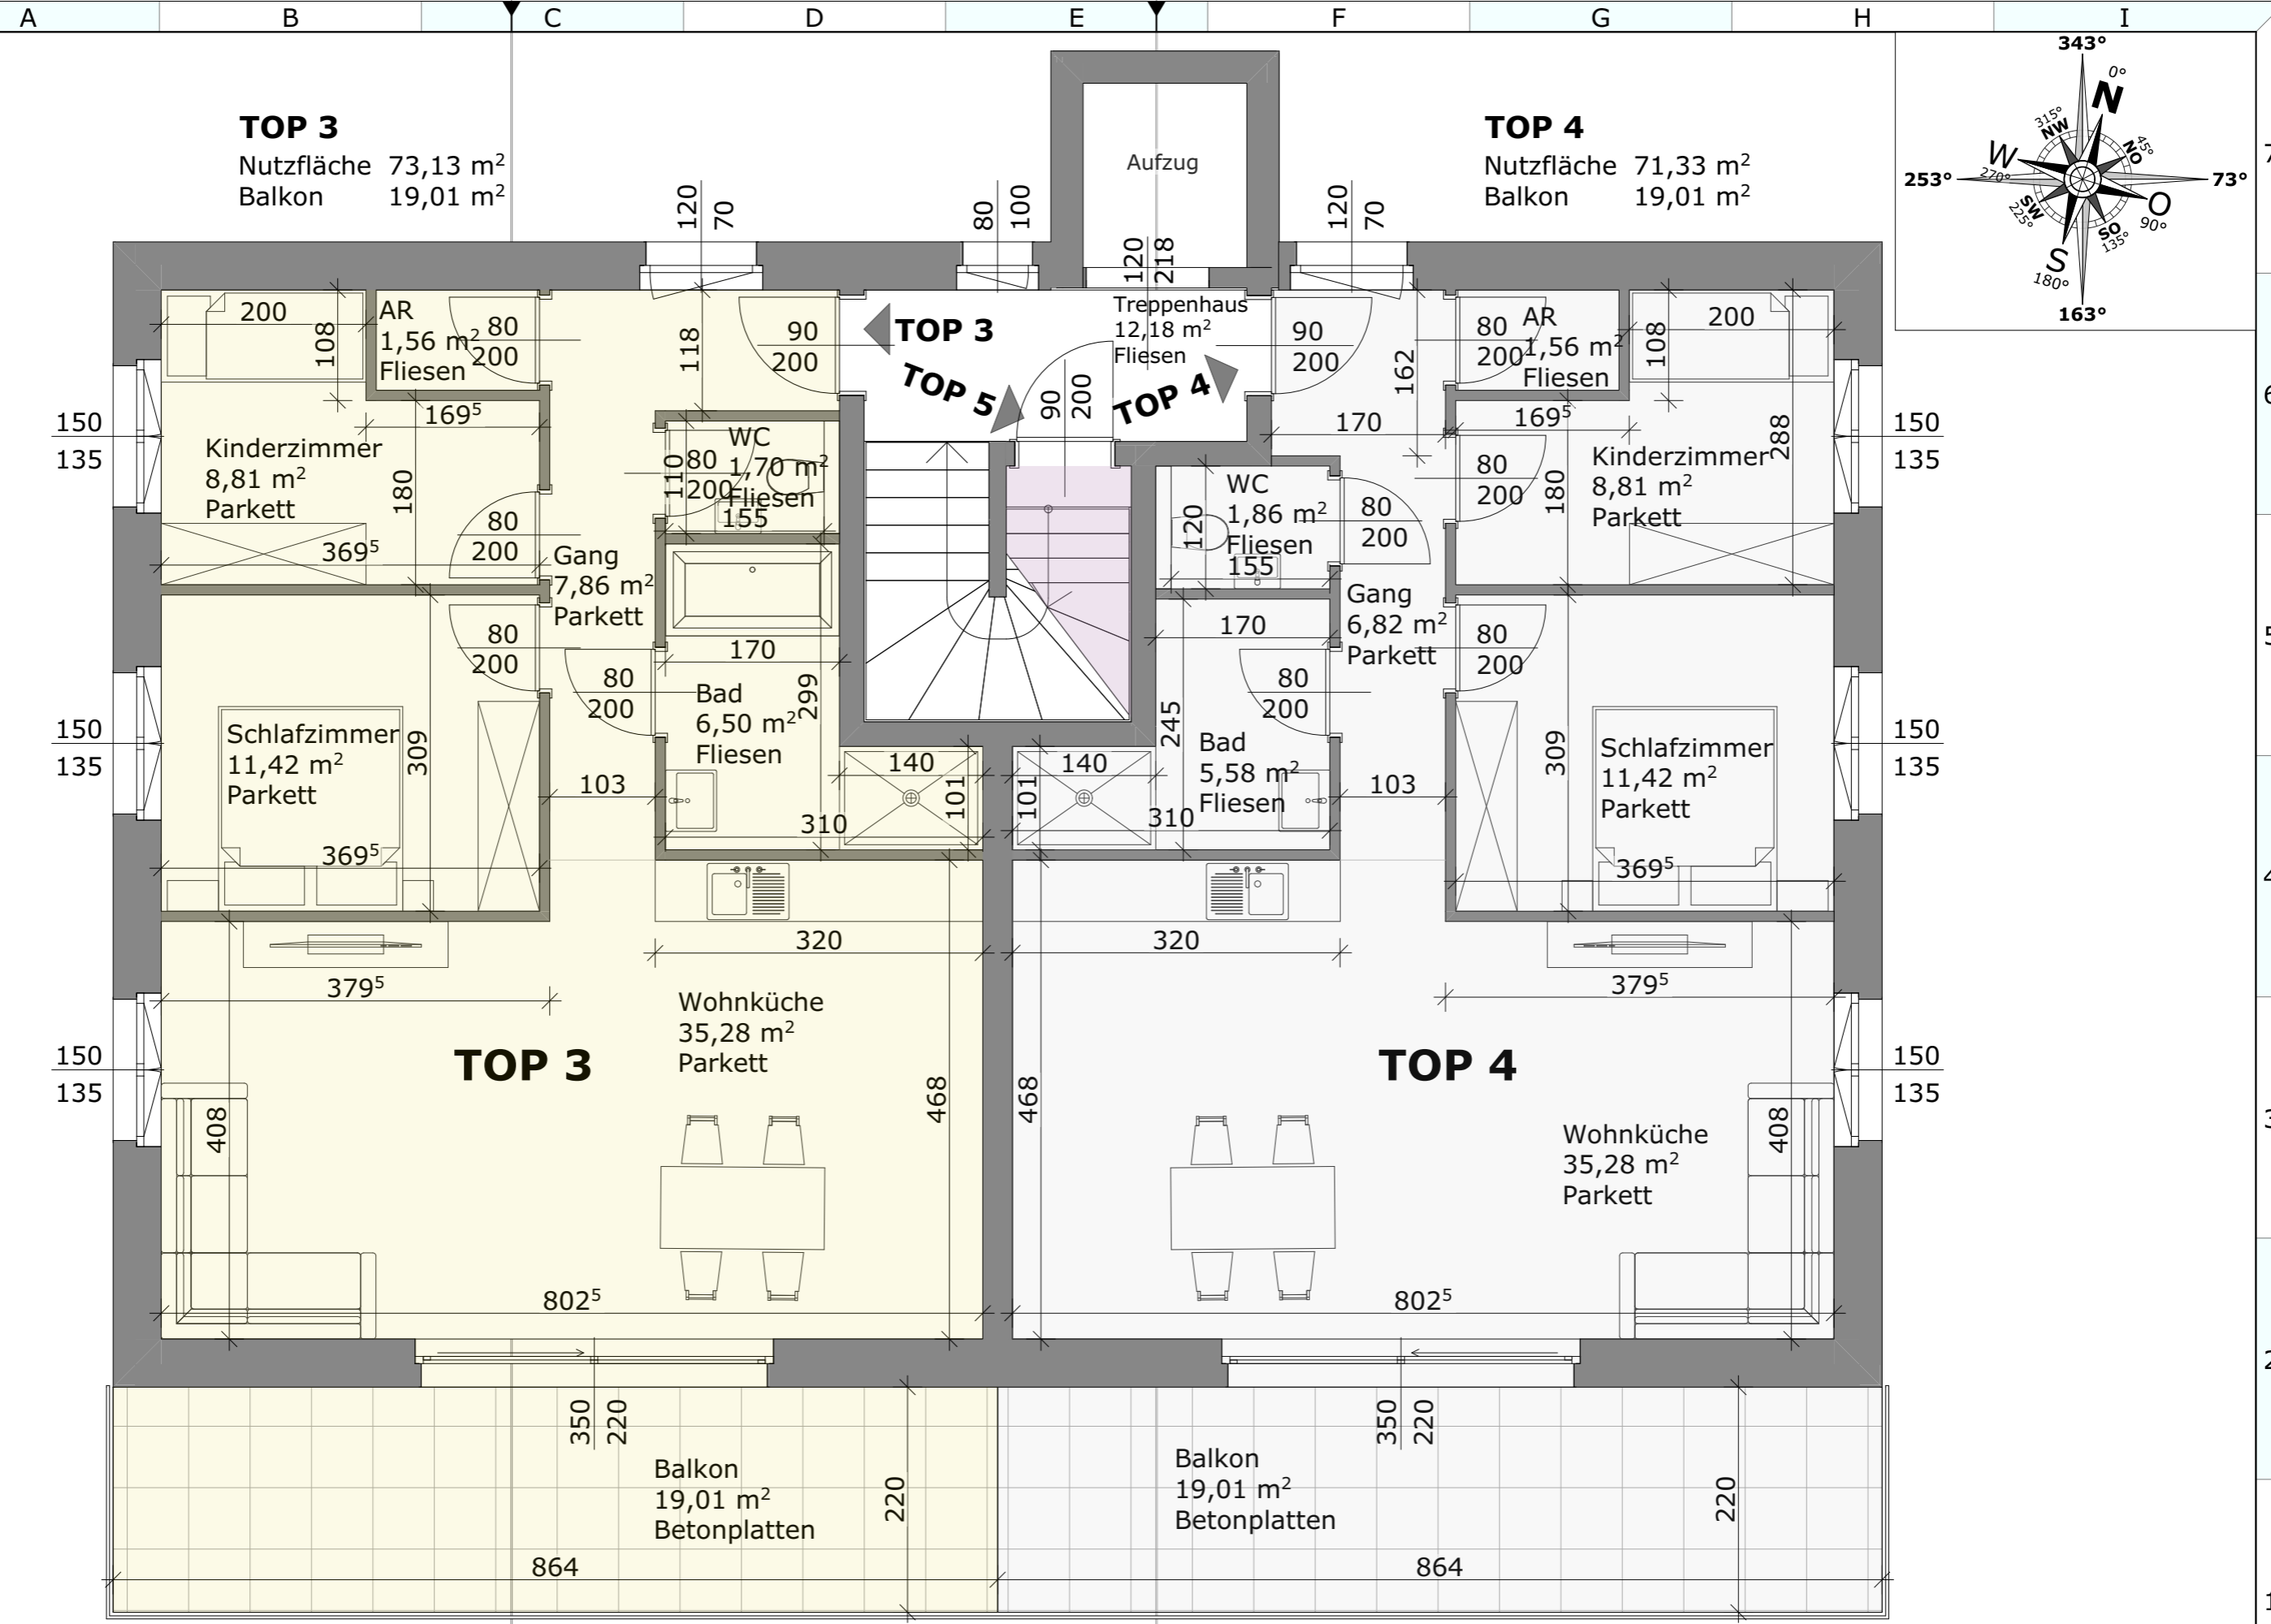 A B C D E F G H I
TOP 3
Nutzfläche 73,13 m²
Balkon 19,01 m²
TOP 4
Nutzfläche 71,33 m²
Balkon 19,01 m²
343°
0°
N
315°
NW
45°
NO
W
270°
253°
73°
SW
225°
O
90°
SO
135°
S
180°
163°
7
6
5
4
3
2
1
Aufzug
120
70
80
100
120
218
120
70
200
108
AR
1,56 m²
Fliesen
80
200
118
90
200
TOP 3
TOP 5
TOP 4
Treppenhaus
12,18 m²
Fliesen
90
200
90
200
162
170
80
200
AR
1,56 m²
Fliesen
108
200
169⁵
169⁵
288
150
135
150
135
Kinderzimmer
8,81 m²
Parkett
180
369⁵
80
200
WC
1,70 m²
Fliesen
110
80
200
155
Gang
7,86 m²
Parkett
WC
1,86 m²
Fliesen
120
155
80
200
80
200
180
Kinderzimmer
8,81 m²
Parkett
Gang
6,82 m²
Parkett
80
200
170
299
80
200
Bad
6,50 m²
Fliesen
170
245
80
200
80
200
Bad
5,58 m²
Fliesen
150
135
150
135
Schlafzimmer
11,42 m²
Parkett
309
369⁵
103
140
101
310
140
101
310
103
309
Schlafzimmer
11,42 m²
Parkett
369⁵
320
320
379⁵
379⁵
Wohnküche
35,28 m²
Parkett
150
135
150
135
TOP 3
TOP 4
408
468
468
408
Wohnküche
35,28 m²
Parkett
802⁵
802⁵
350
220
350
220
Balkon
19,01 m²
Betonplatten
220
Balkon
19,01 m²
Betonplatten
220
864
864